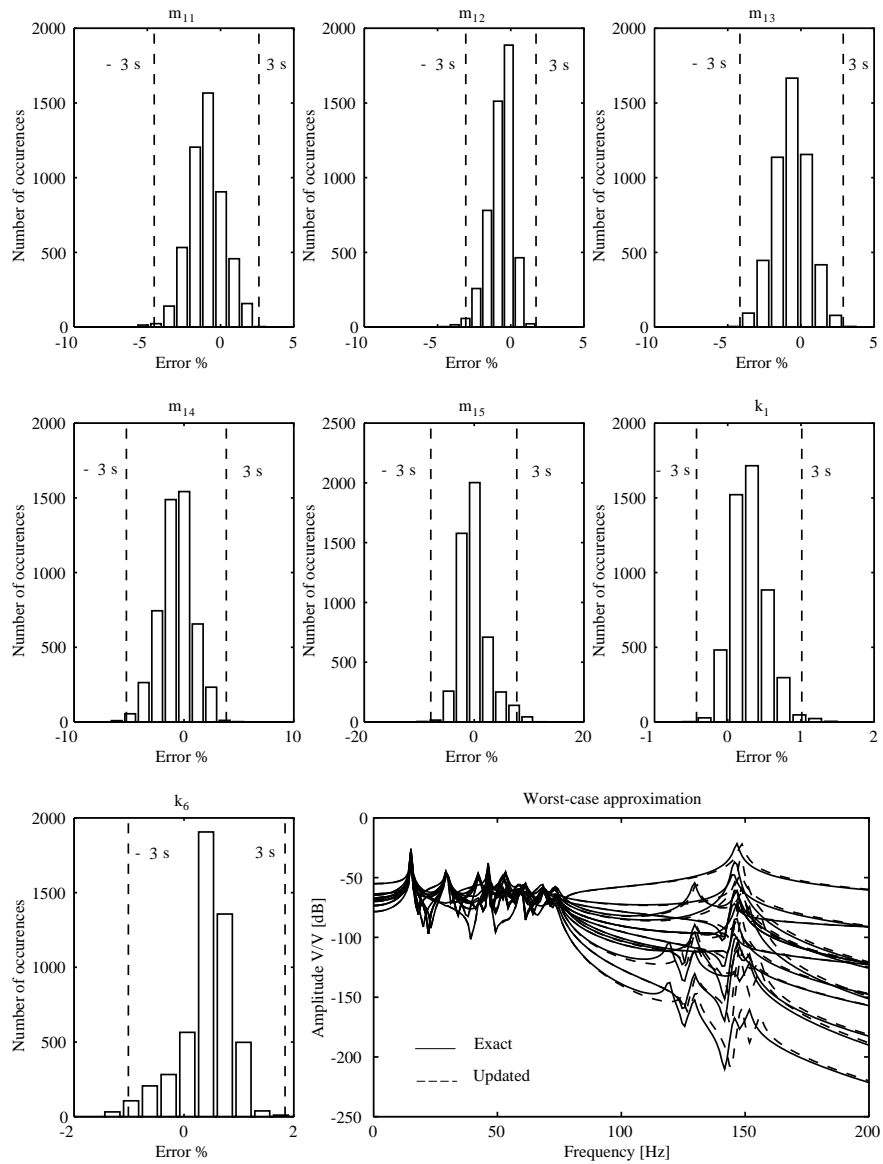 m11
Number of occurences
2000
1500
1000
500
0
- 3 s
3 s
-10
-5
0
5
Error %
m12
Number of occurences
2000
1500
1000
500
0
- 3 s
3 s
-10
-5
0
5
Error %
m13
Number of occurences
2000
1500
1000
500
0
- 3 s
3 s
-10
-5
0
5
Error %
m14
Number of occurences
2000
1500
1000
500
0
- 3 s
3 s
-10
0
10
Error %
m15
Number of occurences
2500
2000
1500
1000
500
0
- 3 s
3 s
-20
0
20
Error %
k1
Number of occurences
2000
1500
1000
500
0
- 3 s
3 s
-1
0
1
2
Error %
k6
Number of occurences
2000
1500
1000
500
0
- 3 s
3 s
-2
0
2
Error %
Worst-case approximation
Amplitude V/V [dB]
0
-50
-100
-150
-200
-250
Exact
Updated
0
50
100
150
200
Frequency [Hz]